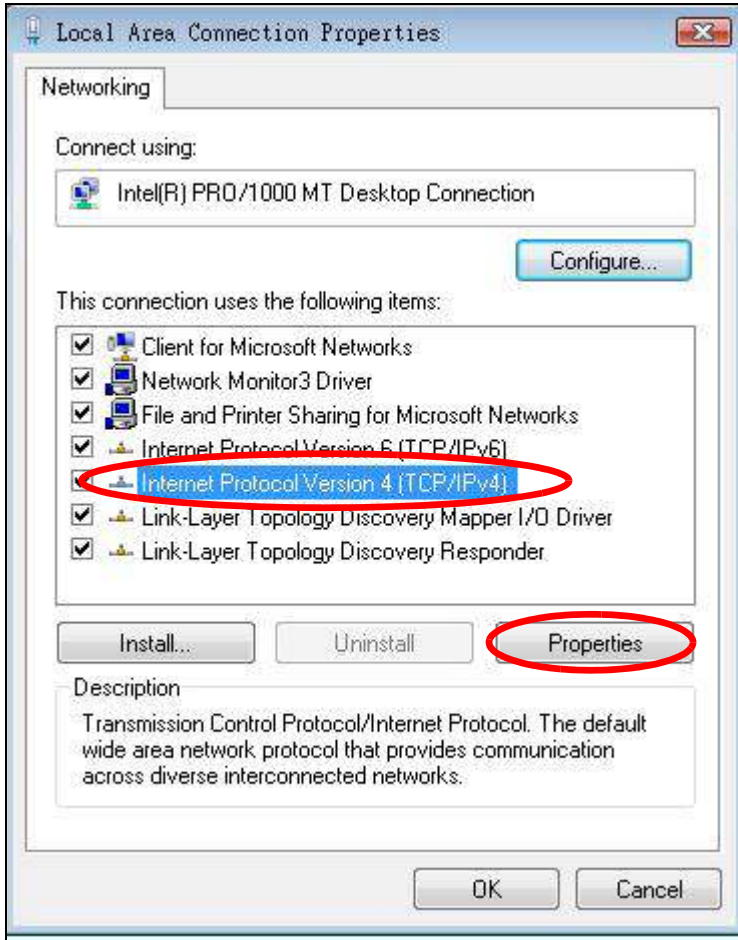 Local Area Connection Properties
Networking
Connect using:
Intel(R) PRO/1000 MT Desktop Connection
Configure...
This connection uses the following items:
Client for Microsoft Networks
Network Monitor3 Driver
File and Printer Sharing for Microsoft Networks
Internet Protocol Version 6 (TCP/IPv6)
Internet Protocol Version 4 (TCP/IPv4)
Link-Layer Topology Discovery Mapper I/O Driver
Link-Layer Topology Discovery Responder
Install... Uninstall Properties
Description
Transmission Control Protocol/Internet Protocol. The default
wide area network protocol that provides communication
across diverse interconnected networks.
OK Cancel